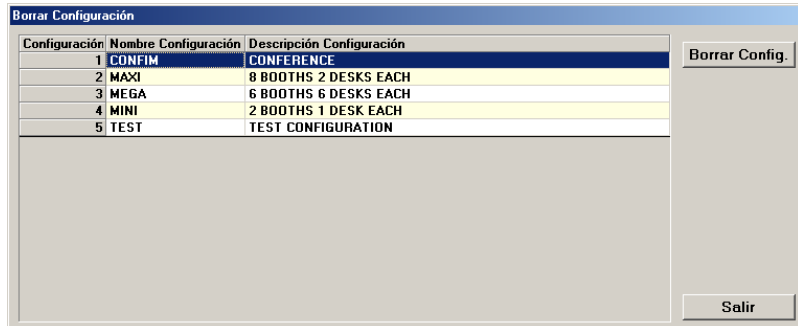 Borrar Configuración
Configuración Nombre Configuración Descripción Configuración
1 CONFIM CONFERENCE
2 MAXI 8 BOOTHS 2 DESKS EACH
3 MEGA 6 BOOTHS 6 DESKS EACH
4 MINI 2 BOOTHS 1 DESK EACH
5 TEST TEST CONFIGURATION
Borrar Config.
Salir